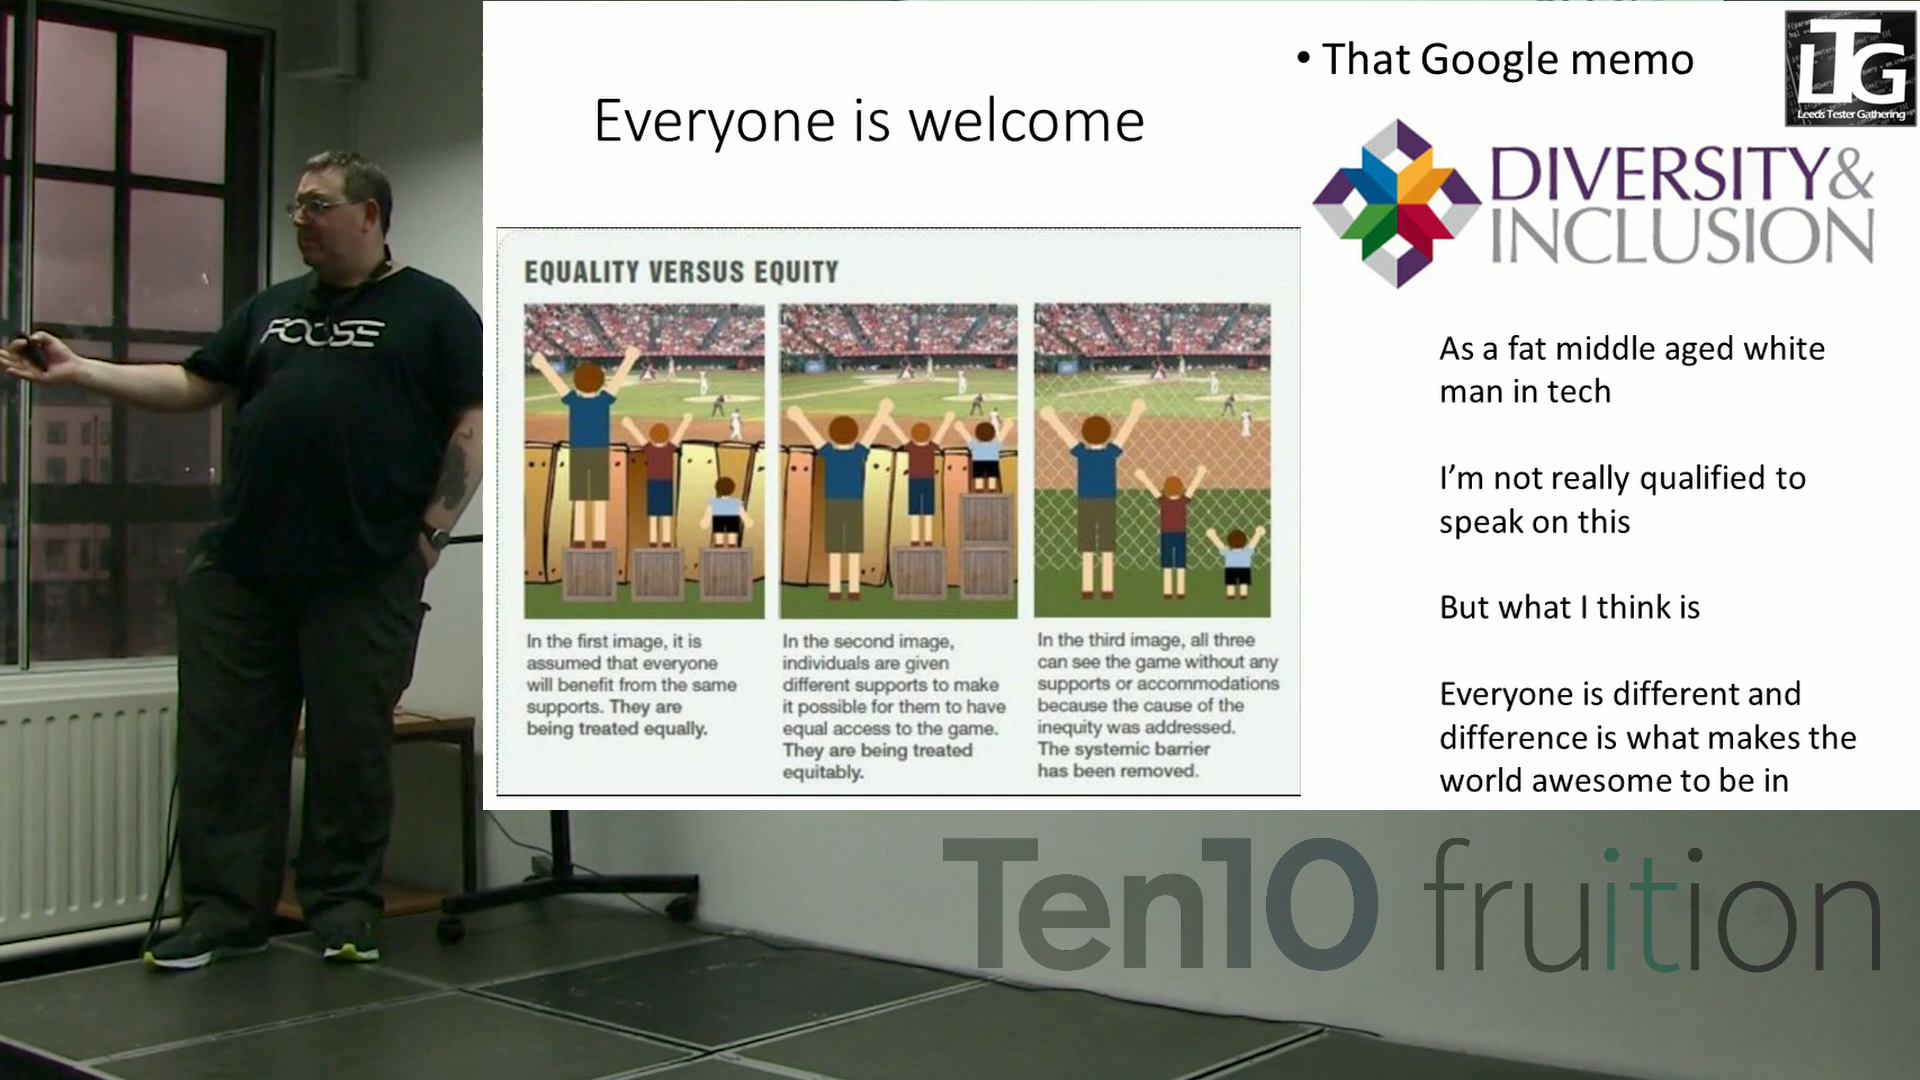 • That Google memo
LTG
Leeds Tester Gathering
Everyone is welcome
DIVERSITY&
INCLUSION
EQUALITY VERSUS EQUITY
In the first image, it is
assumed that everyone
will benefit from the same
supports. They are
being treated equally.
In the second image,
individuals are given
different supports to make
it possible for them to have
equal access to the game.
They are being treated
equitably.
In the third image, all three
can see the game without any
supports or accommodations
because the cause of the
inequity was addressed.
The systemic barrier
has been removed.
As a fat middle aged white
man in tech
I'm not really qualified to
speak on this
But what I think is
Everyone is different and
difference is what makes the
world awesome to be in
FOOSE
Ten10 fruition